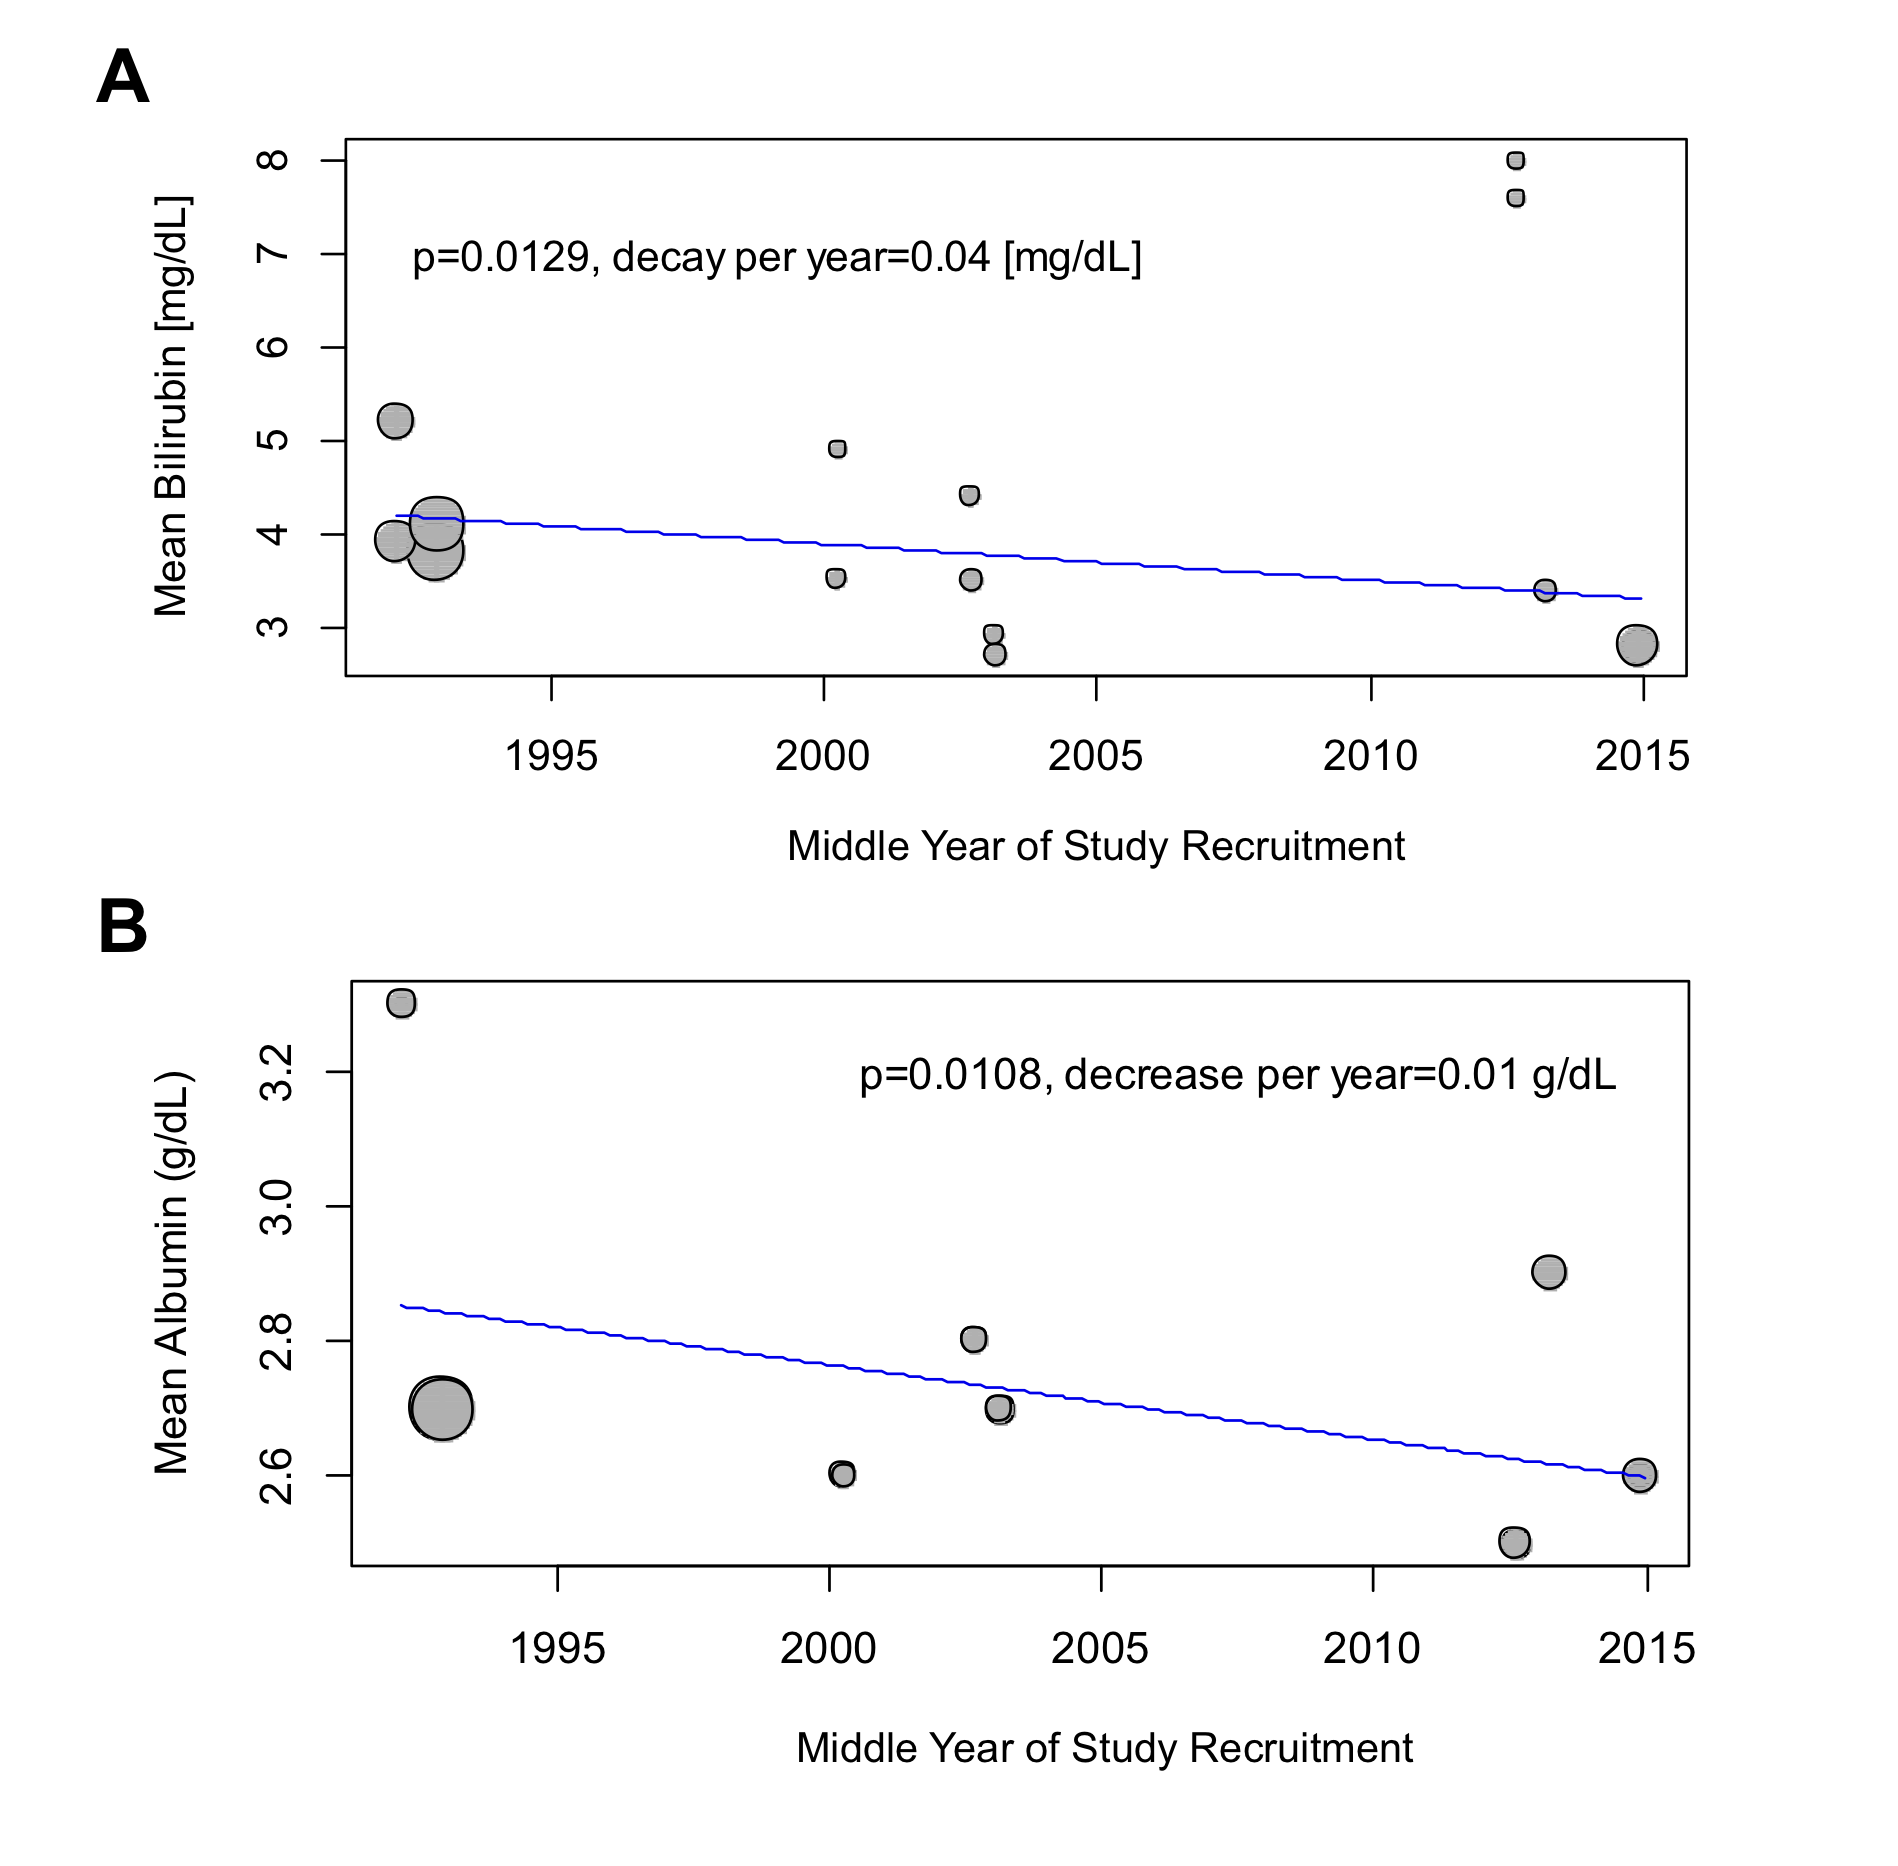 A
8
7
6
5
4
3
Mean Bilirubin [mg/dL]
p=0.0129, decay per year=0.04 [mg/dL]
1995 2000 2005 2010 2015
Middle Year of Study Recruitment
B
3.2
3.0
2.8
2.6
Mean Albumin (g/dL)
p=0.0108, decrease per year=0.01 g/dL
1995 2000 2005 2010 2015
Middle Year of Study Recruitment